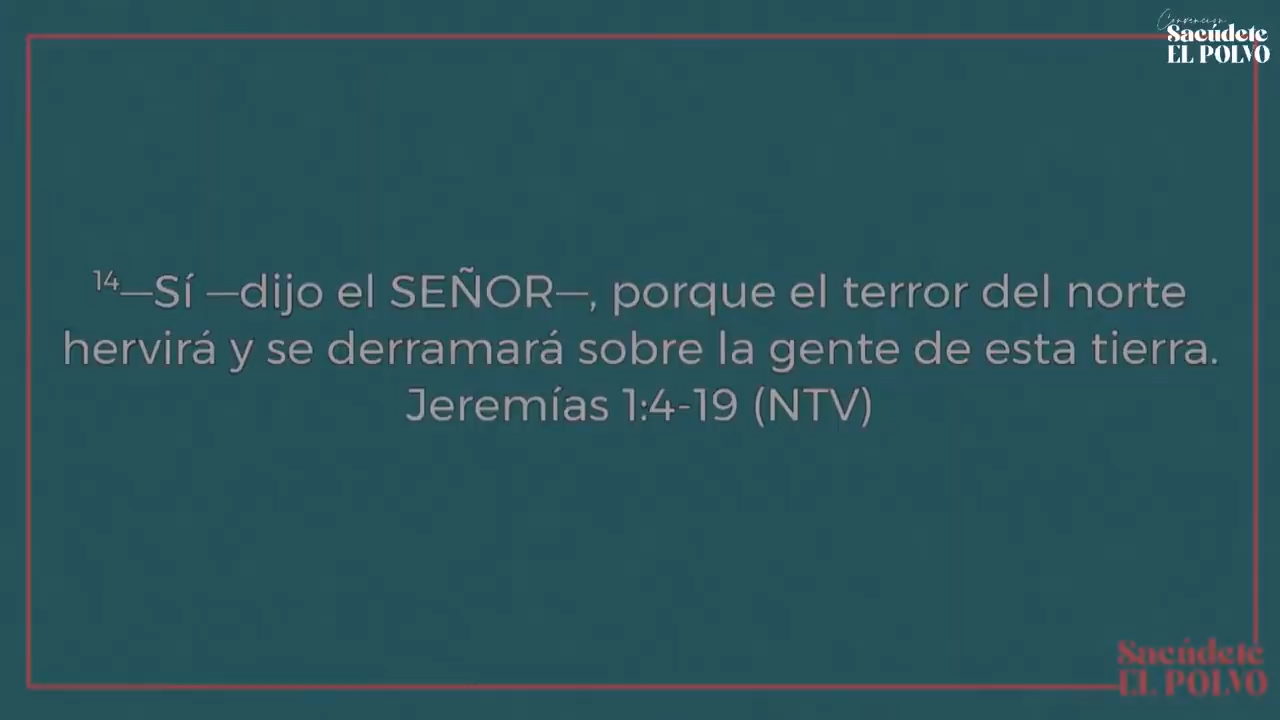 Convención
Sacúdete
EL POLVO
¹⁴—Sí —dijo el SEÑOR—, porque el terror del norte
hervirá y se derramará sobre la gente de esta tierra.
Jeremías 1:4-19 (NTV)
Sacúdete
EL POLVO